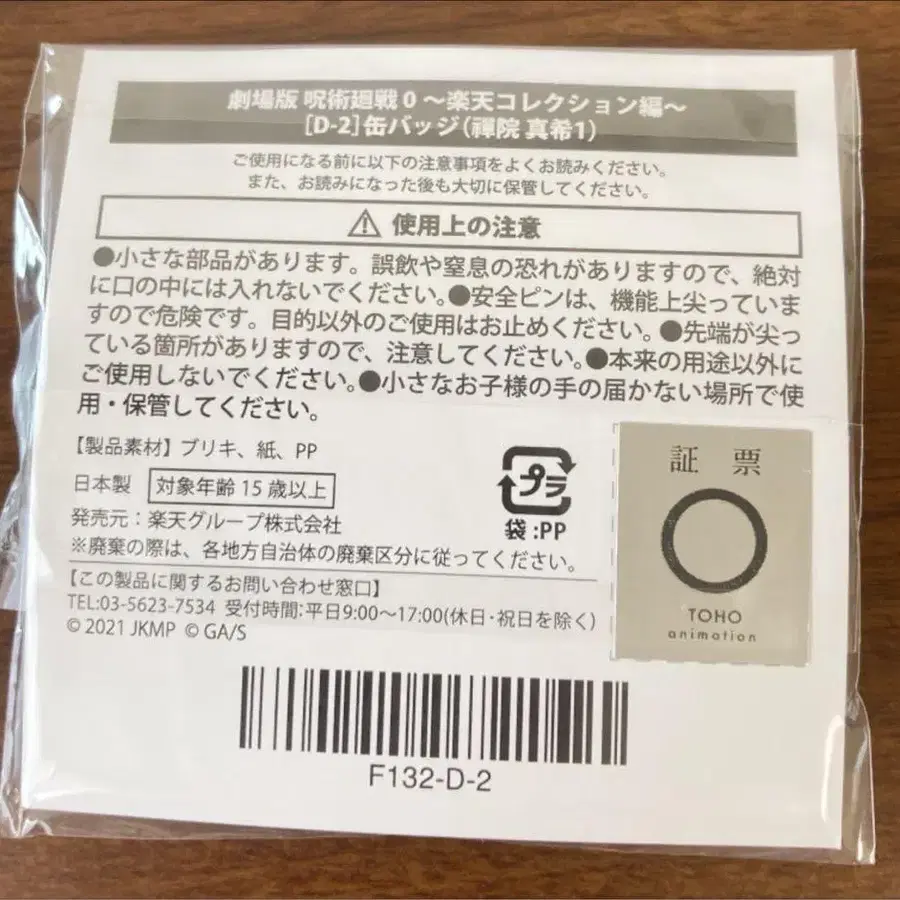 劇場版 呪術廻戦 0 ～楽天コレクション編～
[D-2]缶バッジ(禪院 真希1)
ご使用になる前に以下の注意事項をよくお読みください。
また、お読みになった後も大切に保管してください。
使用上の注意
●小さな部品があります。誤飲や窒息の恐れがありますので、絶対
に口の中には入れないでください。●安全ピンは、機能上尖っていま
すので危険です。目的以外のご使用はお止めください。●先端が尖っ
ている箇所がありますので、注意してください。●本来の用途以外に
ご使用しないでください。●小さなお子様の手の届かない場所で使
用・保管してください。
【製品素材】ブリキ、紙、PP
日本製 対象年齢 15 歳以上
発売元：楽天グループ株式会社
※廃棄の際は、各地方自治体の廃棄区分に従ってください。
プラ
袋:PP
証票
TOHO
animation
【この製品に関するお問い合わせ窓口】
TEL:03-5623-7534 受付時間：平日9:00～17:00(休日・祝日を除く)
© 2021 JKMP © GA/S
F132-D-2